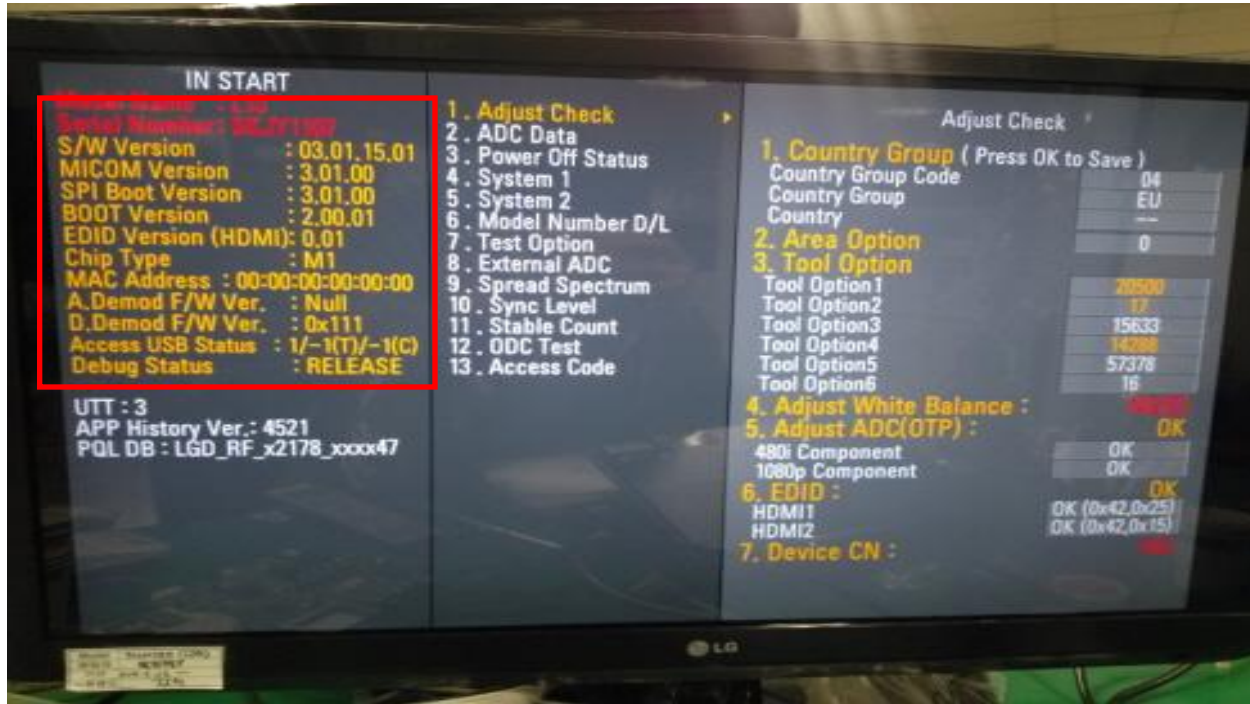 IN START
Serial Number :
S/W Version : 03.01.15.01
MICOM Version : 3.01.00
SPI Boot Version : 3.01.00
BOOT Version : 2.00.01
EDID Version (HDMI): 0.01
Chip Type : M1
MAC Address : 00:00:00:00:00:00
A.Demod F/W Ver. : Null
D.Demod F/W Ver. : 0x111
Access USB Status : 1/-1(T)/-1(C)
Debug Status : RELEASE
UTT : 3
APP History Ver.: 4521
PQL DB : LGD_RF_x2178_xxxx47
1 . Adjust Check
2 . ADC Data
3 . Power Off Status
4 . System 1
5 . System 2
6 . Model Number D/L
7 . Test Option
8 . External ADC
9 . Spread Spectrum
10 . Sync Level
11 . Stable Count
12 . ODC Test
13 . Access Code
Adjust Check
1. Country Group ( Press OK to Save )
Country Group Code 04
Country Group EU
Country --
2. Area Option 0
3. Tool Option
Tool Option1 20500
Tool Option2 17
Tool Option3 15633
Tool Option4
Tool Option5 57378
Tool Option6 16
4. Adjust White Balance :
5. Adjust ADC(OTP) : OK
480i Component OK
1080p Component OK
6. EDID : OK
HDMI1 OK (0x42,0x25)
HDMI2 OK (0x42,0x15)
7. Device CN :
LG